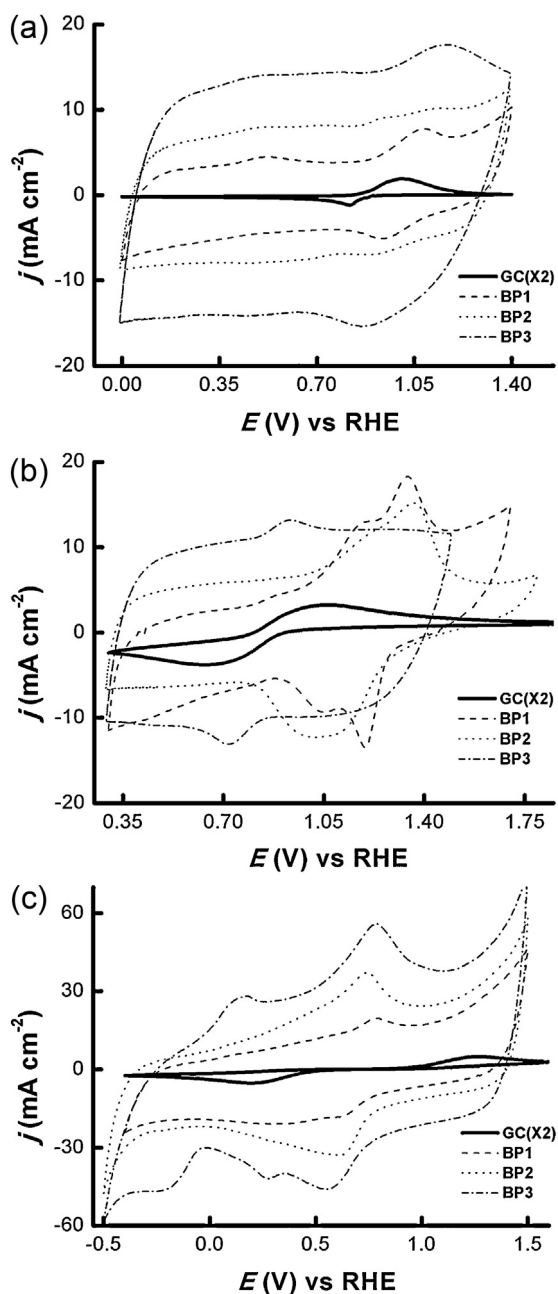 (a)
20
10
0
-10
-20
j (mA cm⁻²)
GC(X2)
BP1
BP2
BP3
0.00 0.35 0.70 1.05 1.40
E (V) vs RHE
(b)
20
10
0
-10
-20
j (mA cm⁻²)
GC(X2)
BP1
BP2
BP3
0.35 0.70 1.05 1.40 1.75
E (V) vs RHE
(c)
60
30
0
-30
-60
j (mA cm⁻²)
GC(X2)
BP1
BP2
BP3
-0.5 0.0 0.5 1.0 1.5
E (V) vs RHE